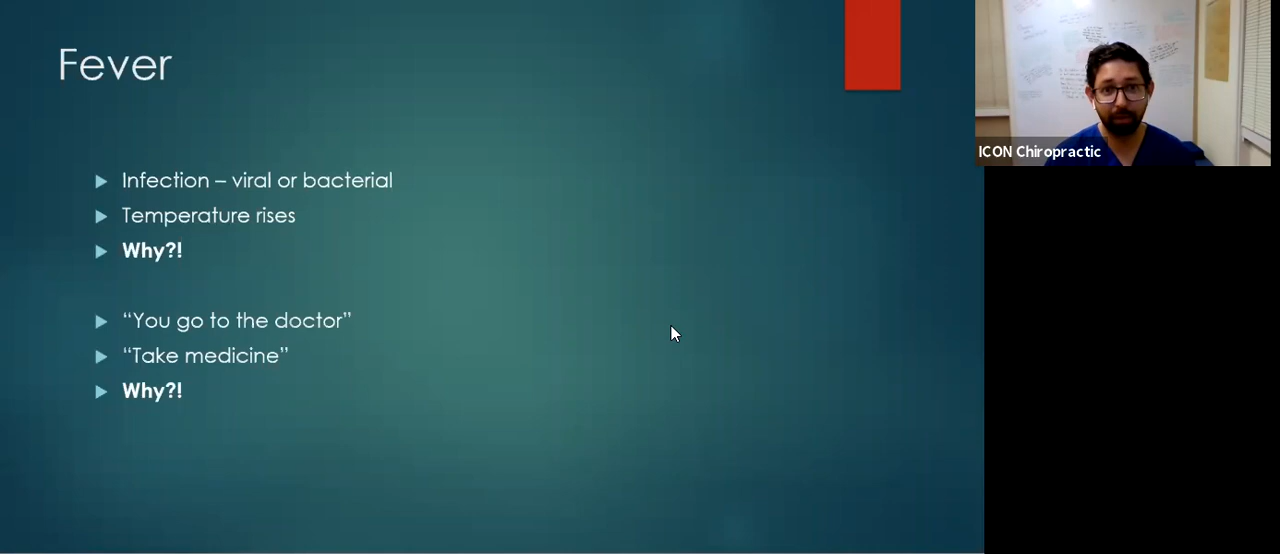 Fever
Infection – viral or bacterial
Temperature rises
Why?!
“You go to the doctor”
“Take medicine”
Why?!
ICON Chiropractic